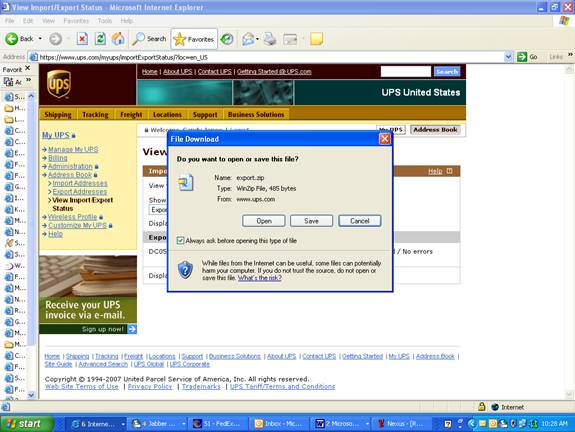 View Import/Export Status - Microsoft Internet Explorer
View Favorites Tools Help
Back Search Favorites
Address https://www.ups.com/myups/importExportStatus/?loc=en_US Go Links
Favorit
Home | About UPS | Contact UPS | Getting Started @ UPS.com Search
ups
UPS United States
Shipping Tracking Freight Locations Support Business Solutions
My UPS Address Book
My UPS
Manage My UPS
Billing
Administration
Address Book
Import Addresses
Export Addresses
View Import/Export Status
Wireless Profile
Customize My UPS
Help
Receive your UPS invoice via e-mail.
Sign up now!
View
Help
View
Show
Displa
DC05
/ No errors
Displa
File Download
Do you want to open or save this file?
Name: export.zip
Type: WinZip File, 485 bytes
From: www.ups.com
Open Save Cancel
Always ask before opening this type of file
While files from the Internet can be useful, some files can potentially
harm your computer. If you do not trust the source, do not open or
save this file. What's the risk?
Home | Shipping | Tracking | Freight | Locations | Support | Business Solutions | About UPS | Contact UPS | Getting Started | My UPS | Address Book |
Site Guide | Advanced Search | UPS Global | UPS Corporate
Copyright © 1994-2007 United Parcel Service of America, Inc. All rights reserved.
Web Site Terms of Use | Privacy Policy | Trademarks | UPS Tariff/Terms and Conditions
Internet
start 6 Internet... 4 Jabber ... SI - FedEx... Inbox - Micro... 2 Microso... Nexus - [R... 10:28 AM